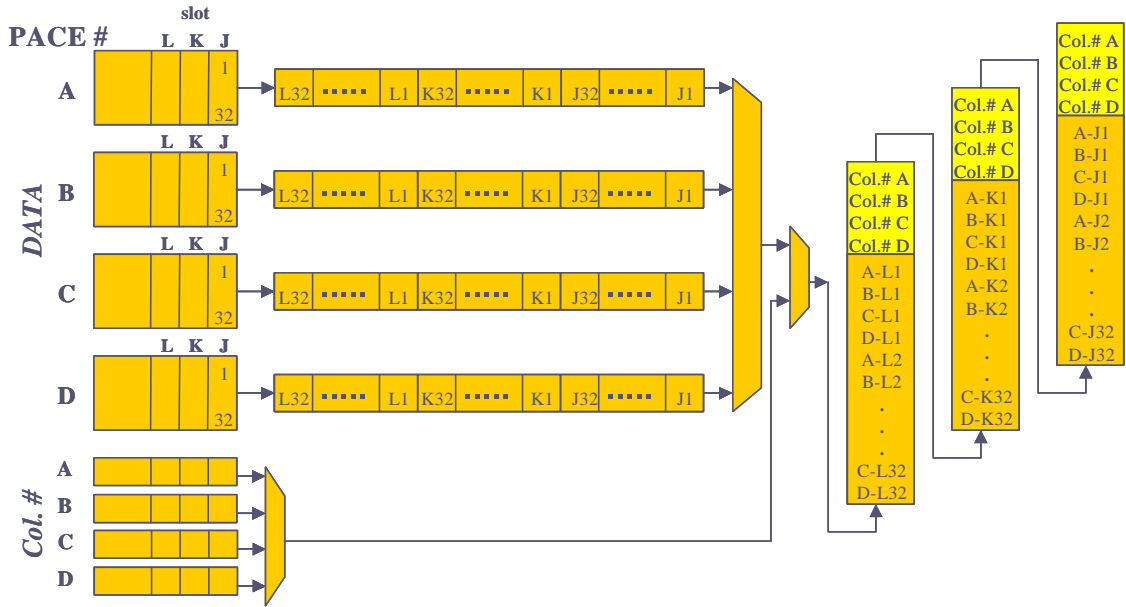 slot
PACE #
L K J
1
32
A
L32 ..... L1 K32 ..... K1 J32 ..... J1
L K J
1
32
B
L32 ..... L1 K32 ..... K1 J32 ..... J1
L K J
1
32
C
L32 ..... L1 K32 ..... K1 J32 ..... J1
L K J
1
32
D
L32 ..... L1 K32 ..... K1 J32 ..... J1
DATA
A
B
C
D
Col. #
Col.# A
Col.# B
Col.# C
Col.# D
A-L1
B-L1
C-L1
D-L1
A-L2
B-L2
.
.
.
C-L32
D-L32
Col.# A
Col.# B
Col.# C
Col.# D
A-K1
B-K1
C-K1
D-K1
A-K2
B-K2
.
.
.
C-K32
D-K32
Col.# A
Col.# B
Col.# C
Col.# D
A-J1
B-J1
C-J1
D-J1
A-J2
B-J2
.
.
.
C-J32
D-J32